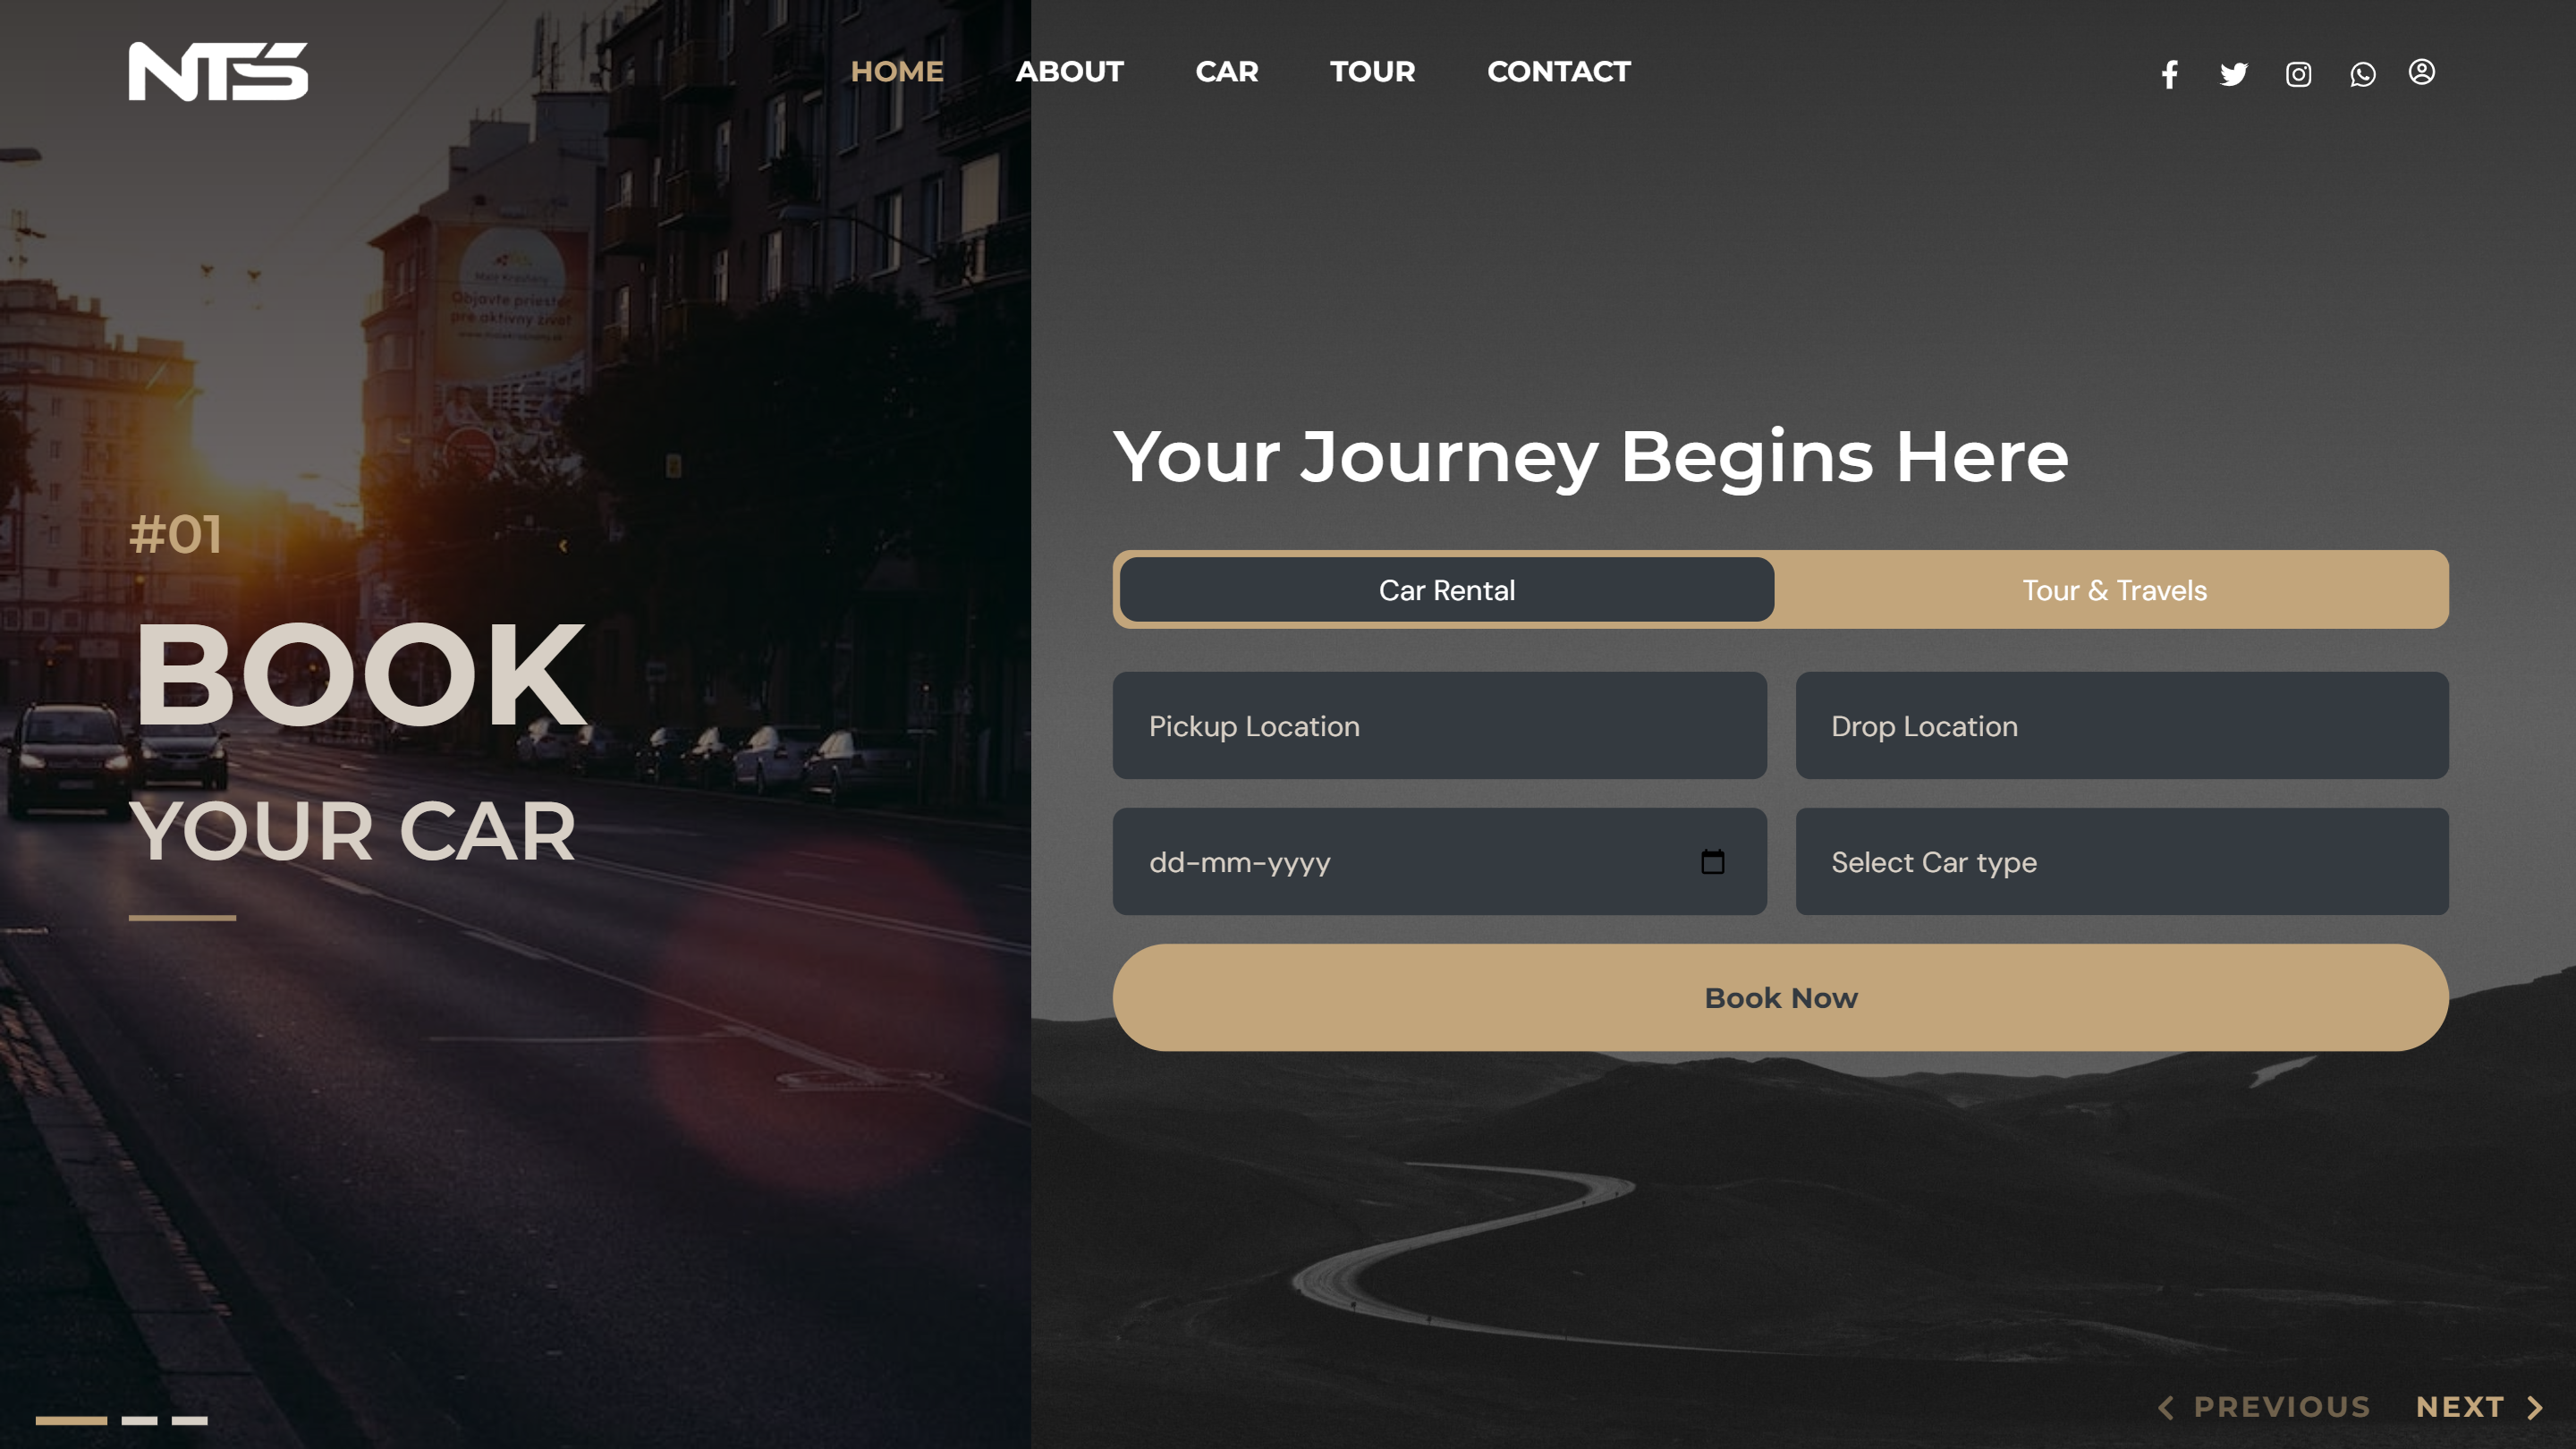 NTS
HOME ABOUT CAR TOUR CONTACT
Objavte priestor
pre aktívny život
#01
BOOK
YOUR CAR
Your Journey Begins Here
Car Rental Tour & Travels
Pickup Location Drop Location
dd-mm-yyyy Select Car type
Book Now
PREVIOUS NEXT